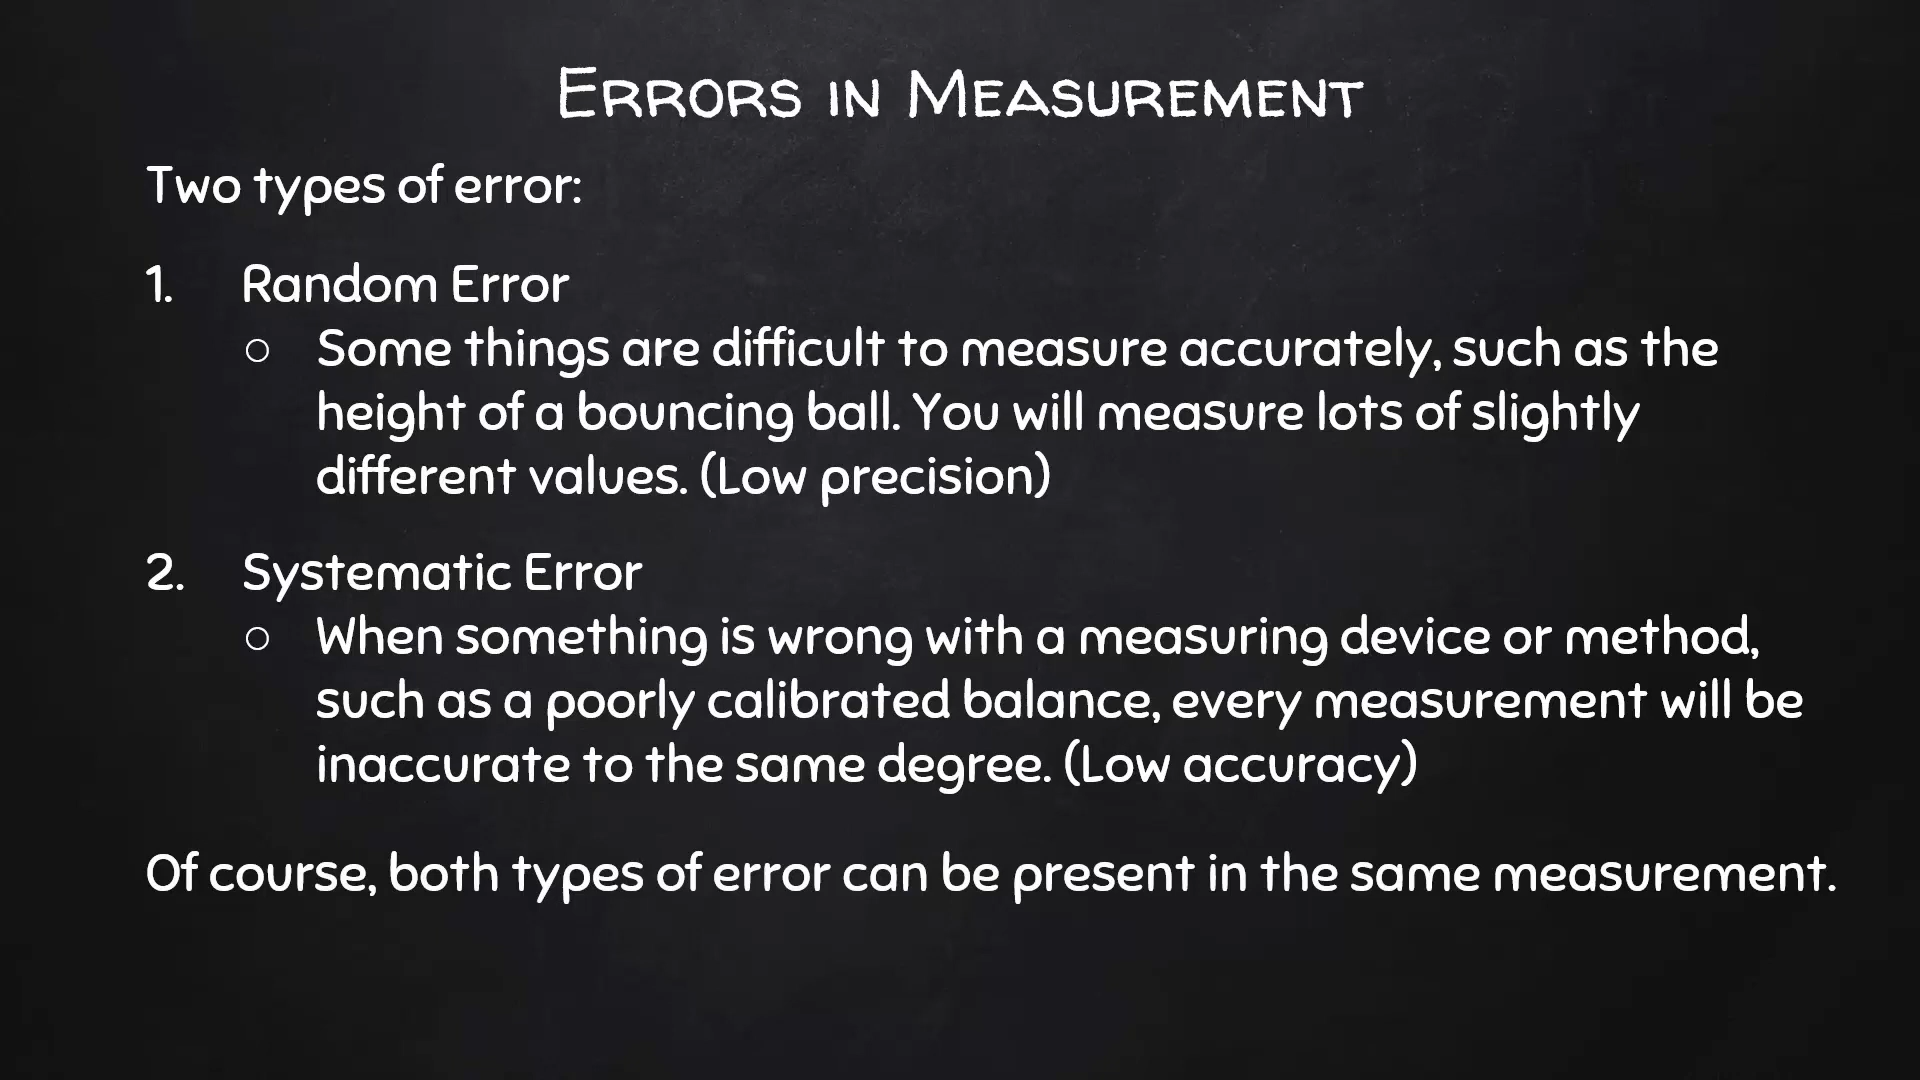 Errors in Measurement
Two types of error:
1. Random Error
○ Some things are difficult to measure accurately, such as the
height of a bouncing ball. You will measure lots of slightly
different values. (Low precision)
2. Systematic Error
○ When something is wrong with a measuring device or method,
such as a poorly calibrated balance, every measurement will be
inaccurate to the same degree. (Low accuracy)
Of course, both types of error can be present in the same measurement.